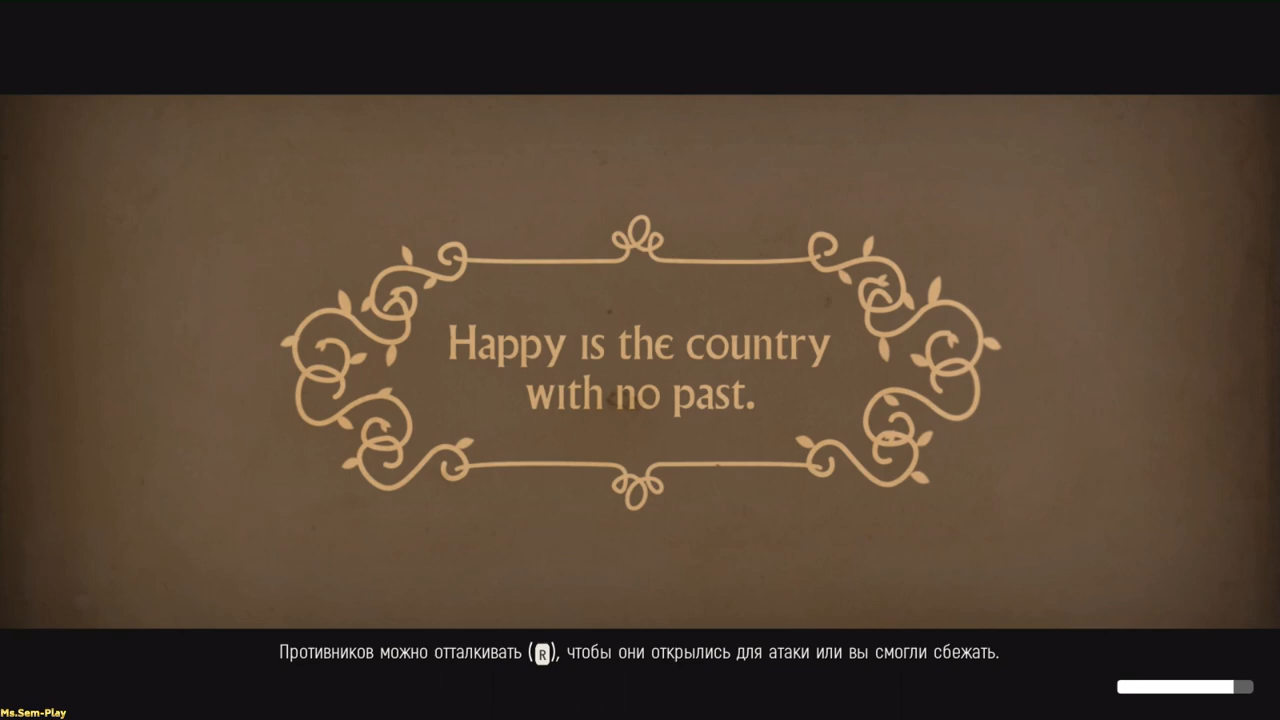 Happy is the country
with no past.
Противников можно отталкивать (R), чтобы они открылись для атаки или вы смогли сбежать.
Ms.Sem-Play